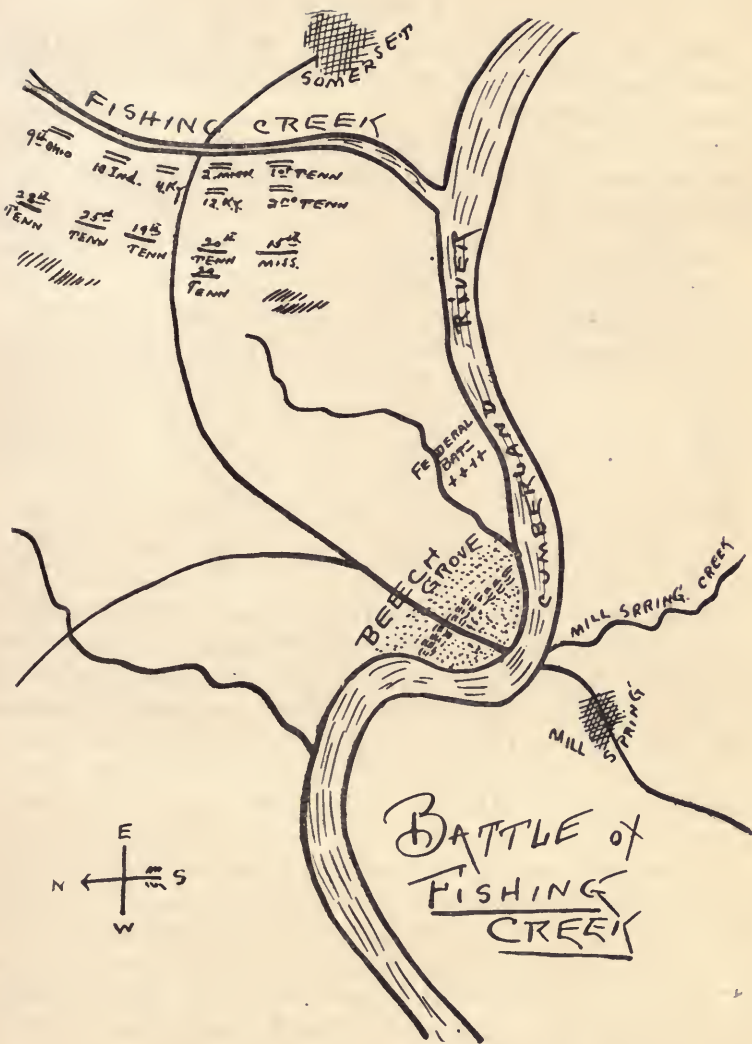 SOMERSET
FISHING CREEK
9th Ohio
10 Ind.
4 KY
2 MINN
1st TENN
12 KY.
2nd TENN
28th
TENN
25th
TENN
19th
TENN
20th
TENN
15th
MISS.
TENN
CUMBERLAND RIVER
FEDERAL
BAT-
++++
BEECH
GROVE
MILL SPRING CREEK
MILL SPRING
E
N S
W
BATTLE of
FISHING
CREEK